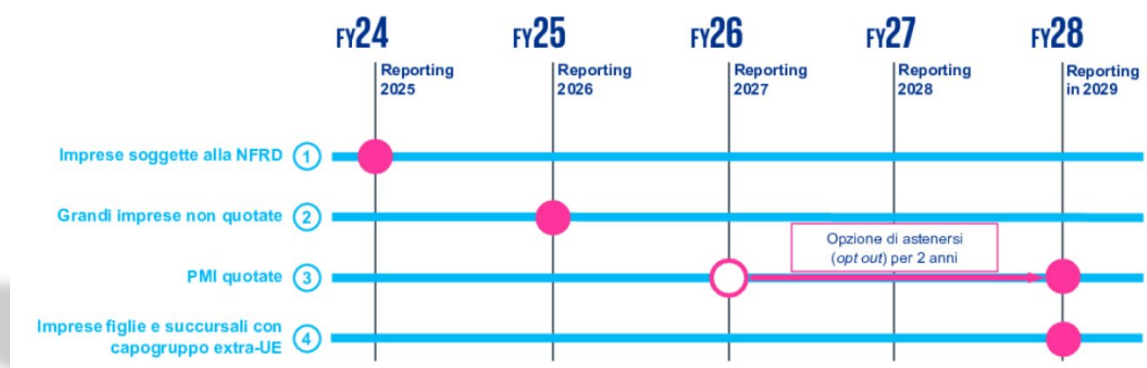 FY24
FY25
FY26
FY27
FY28
Reporting
2025
Reporting
2026
Reporting
2027
Reporting
2028
Reporting
in 2029
Imprese soggette alla NFRD 1
Grandi imprese non quotate 2
Opzione di astenersi
(opt out) per 2 anni
PMI quotate 3
Imprese figlie e succursali con
capogruppo extra-UE 4